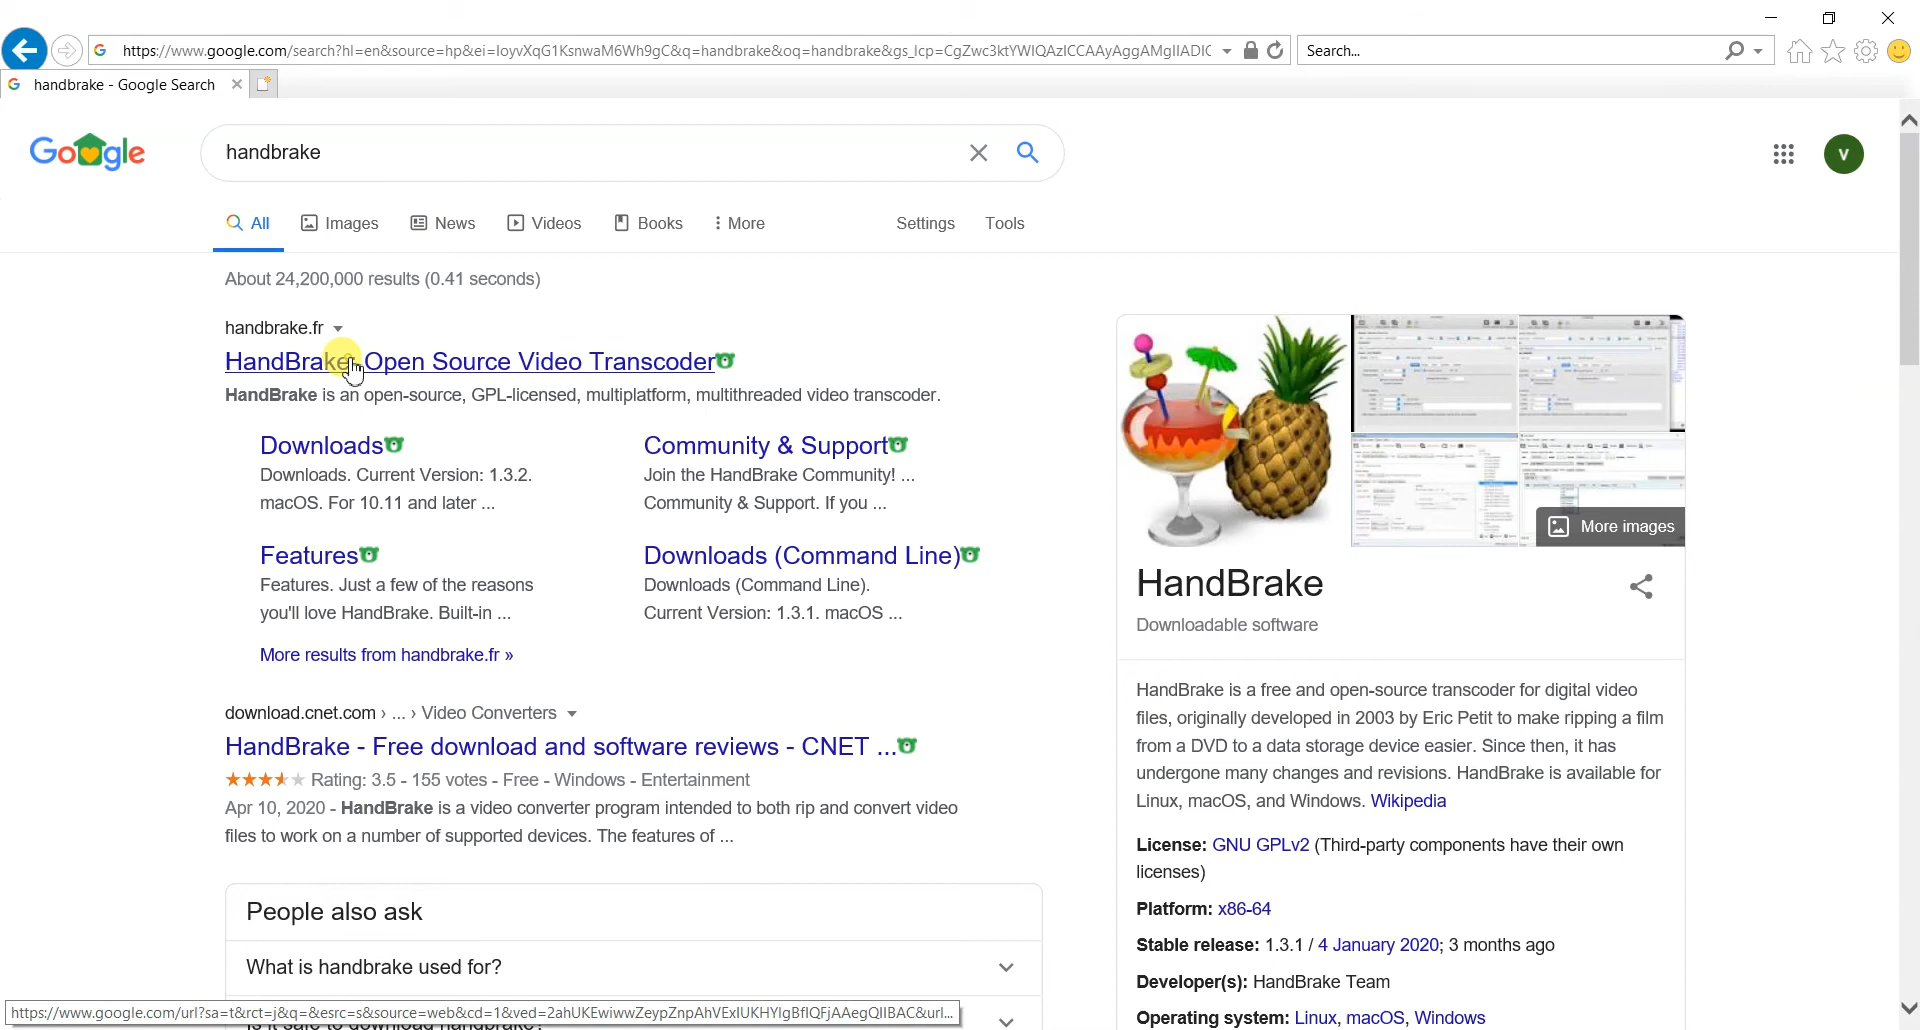 https://www.google.com/search?hl=en&source=hp&ei=IoyvXqG1KsnwaM6Wh9gC&q=handbrake&oq=handbrake&gs_lcp=CgZwc3ktYWIQAzICCAAyAggAMgIIADIC
Search...
handbrake - Google Search
Google
handbrake
V
All
Images
News
Videos
Books
More
Settings
Tools
About 24,200,000 results (0.41 seconds)
handbrake.fr
HandBrake: Open Source Video Transcoder
HandBrake is an open-source, GPL-licensed, multiplatform, multithreaded video transcoder.
Downloads
Downloads. Current Version: 1.3.2.
macOS. For 10.11 and later ...
Community & Support
Join the HandBrake Community! ...
Community & Support. If you ...
Features
Features. Just a few of the reasons
you'll love HandBrake. Built-in ...
Downloads (Command Line)
Downloads (Command Line).
Current Version: 1.3.1. macOS ...
More results from handbrake.fr »
download.cnet.com › ... › Video Converters
HandBrake - Free download and software reviews - CNET ...
Rating: 3.5 - 155 votes - Free - Windows - Entertainment
Apr 10, 2020 - HandBrake is a video converter program intended to both rip and convert video
files to work on a number of supported devices. The features of ...
People also ask
What is handbrake used for?
Is it safe to download handbrake?
https://www.google.com/url?sa=t&rct=j&q=&esrc=s&source=web&cd=1&ved=2ahUKEwiwwZeypZnpAhVExIUKHYIgBfIQFjAAegQIIBAC&url...
More images
HandBrake
Downloadable software
HandBrake is a free and open-source transcoder for digital video
files, originally developed in 2003 by Eric Petit to make ripping a film
from a DVD to a data storage device easier. Since then, it has
undergone many changes and revisions. HandBrake is available for
Linux, macOS, and Windows. Wikipedia
License: GNU GPLv2 (Third-party components have their own
licenses)
Platform: x86-64
Stable release: 1.3.1 / 4 January 2020; 3 months ago
Developer(s): HandBrake Team
Operating system: Linux, macOS, Windows